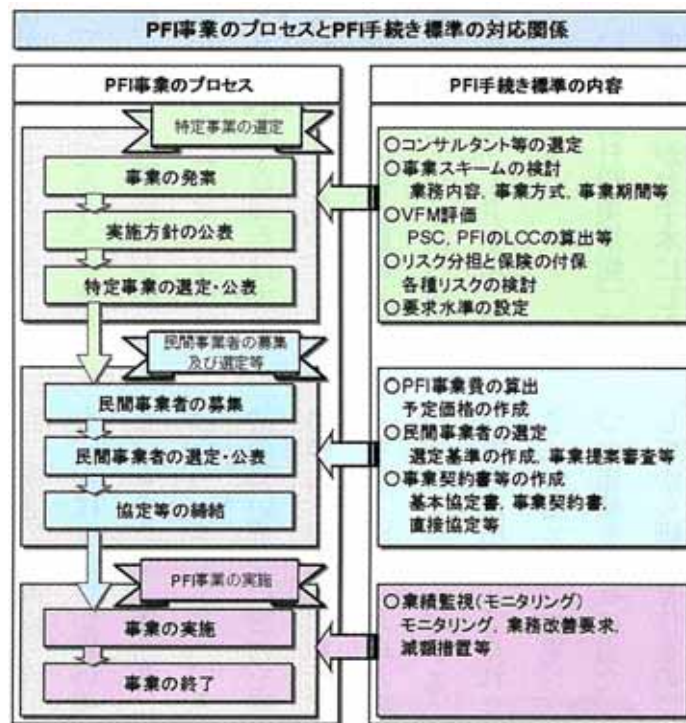 PFI事業のプロセスとPFI手続き標準の対応関係
PFI事業のプロセス
特定事業の選定
事業の発案
実施方針の公表
特定事業の選定・公表
民間事業者の募集
及び選定等
民間事業者の募集
民間事業者の選定・公表
協定等の締結
PFI事業の実施
事業の実施
事業の終了
PFI手続き標準の内容
○コンサルタント等の選定
○事業スキームの検討
業務内容, 事業方式, 事業期間等
○VFM評価
PSC, PFIのLCCの算出等
○リスク分担と保険の付保
各種リスクの検討
○要求水準の設定
○PFI事業費の算出
予定価格の作成
○民間事業者の選定
選定基準の作成, 事業提案審査等
○事業契約書等の作成
基本協定書, 事業契約書,
直接協定等
○業績監視(モニタリング)
モニタリング, 業務改善要求,
減額措置等